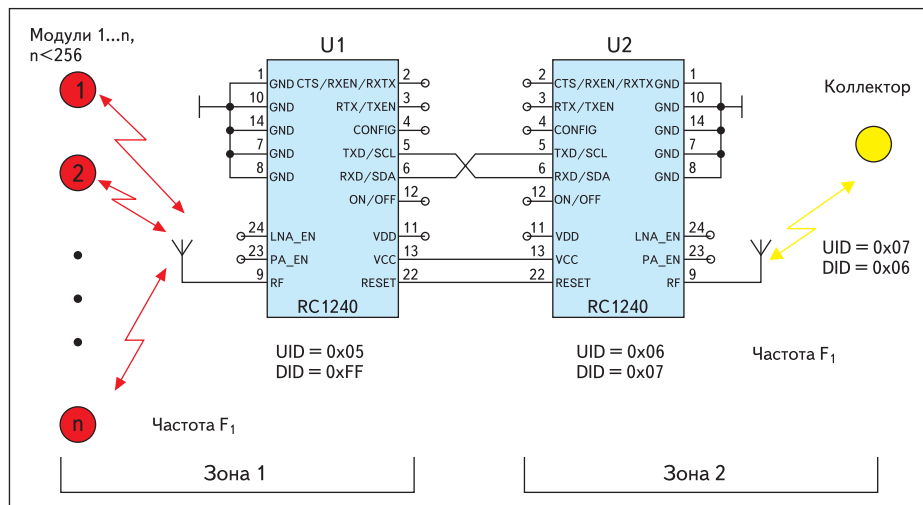 Модули 1...n,
n<256
1
2
n
Частота F₁
Зона 1
U1
1 GND CTS/RXEN/RXTX 2
10 GND RTX/TXEN 3
14 GND CONFIG 4
7 GND TXD/SCL 5
8 GND RXD/SDA 6
ON/OFF 12
24 LNA_EN VDD 11
23 PA_EN VCC 13
9 RF RESET 22
RC1240
UID = 0x05
DID = 0xFF
U2
2 CTS/RXEN/RXTX GND 1
3 RTX/TXEN GND 10
4 CONFIG GND 14
5 TXD/SCL GND 7
6 RXD/SDA GND 8
12 ON/OFF
11 VDD LNA_EN 24
13 VCC PA_EN 23
22 RESET RF 9
RC1240
UID = 0x06
DID = 0x07
Коллектор
UID = 0x07
DID = 0x06
Частота F₁
Зона 2